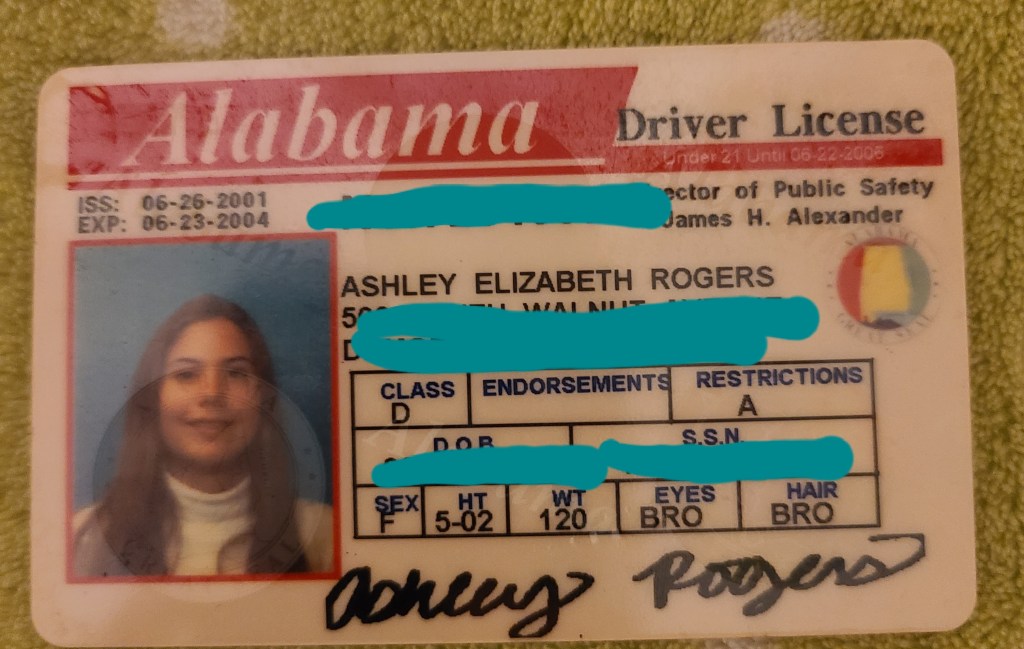 Alabama
Driver License
Under 21 Until 06-22-2006
ISS: 06-26-2001
EXP: 06-23-2004
ector of Public Safety
James H. Alexander
ASHLEY ELIZABETH ROGERS
WALNUT
CLASS ENDORSEMENTS RESTRICTIONS
D A
D.O.B. S.S.N.
SEX HT WT EYES HAIR
F 5-02 120 BRO BRO
Ashley Rogers